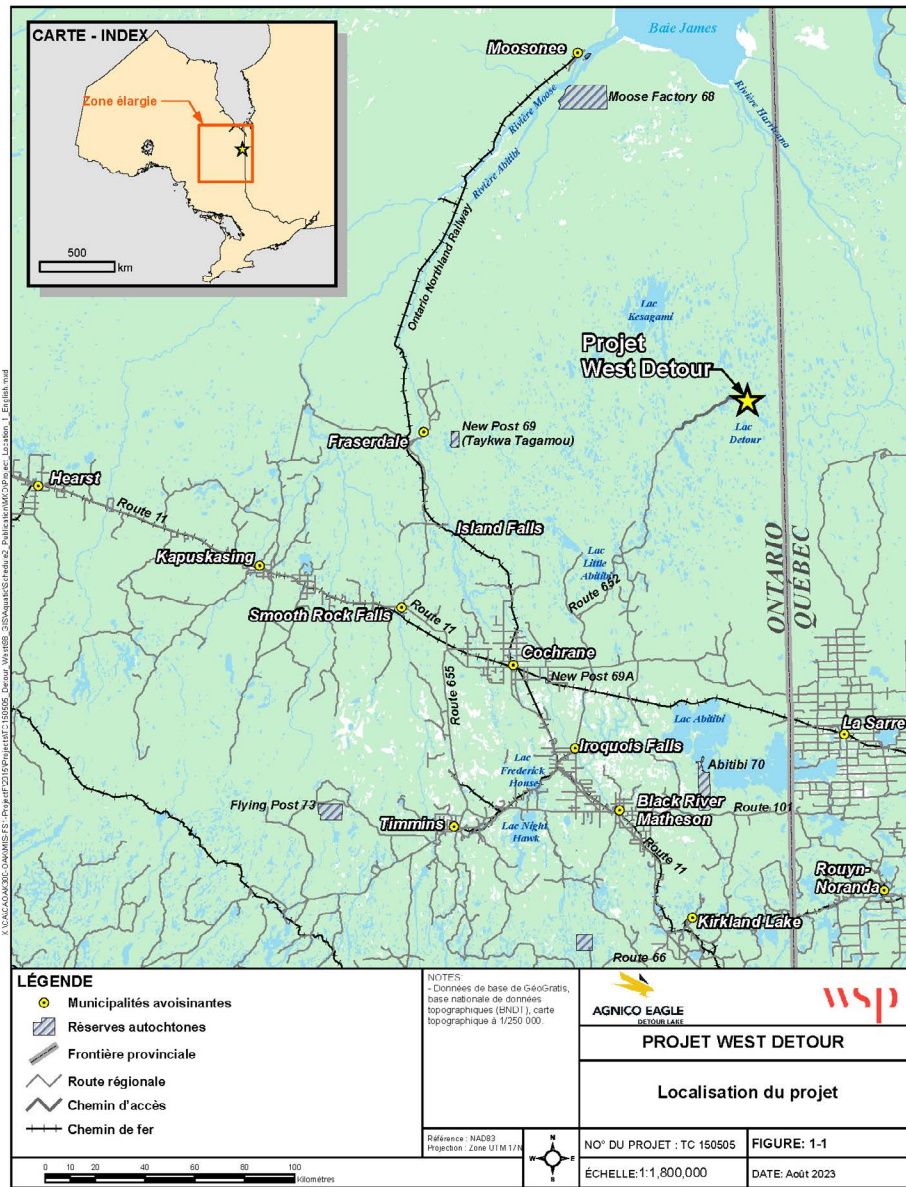 CARTE - INDEX
Zone élargie
500
km
Baie James
Moosonee
Moose Factory 68
Rivière Moose
Rivière Harricana
Rivière Abitibi
Ontario Northland Railway
Lac
Kesagami
Projet
West Detour
Lac
Detour
New Post 69
(Taykwa Tagamou)
Fraserdale
Hearst
Route 11
Island Falls
Kapuskasing
Lac
Little
Abitibi
Route 652
ONTARIO
QUÉBEC
Smooth Rock Falls
Route 11
Cochrane
New Post 69A
Route 655
Lac Abitibi
La Sarre
Iroquois Falls
Lac
Frederick
House
Abitibi 70
Flying Post 73
Black River
Matheson
Route 101
Timmins
Lac Night
Hawk
Route 11
Rouyn-
Noranda
Kirkland Lake
Route 66
LÉGENDE
Municipalités avoisinantes
Réserves autochtones
Frontière provinciale
Route régionale
Chemin d'accès
Chemin de fer
0 10 20 40 60 80 100
Kilomètres
NOTES:
- Données de base de GéoGratis,
base nationale de données
topographiques (BNDT), carte
topographique à 1/250 000.
Référence : NAD83
Projection : Zone UTM 17N
N
W E
S
AGNICO EAGLE
DETOUR LAKE
wsp
PROJET WEST DETOUR
Localisation du projet
NO° DU PROJET : TC 150505
FIGURE: 1-1
ÉCHELLE:1:1,800,000
DATE: Août 2023